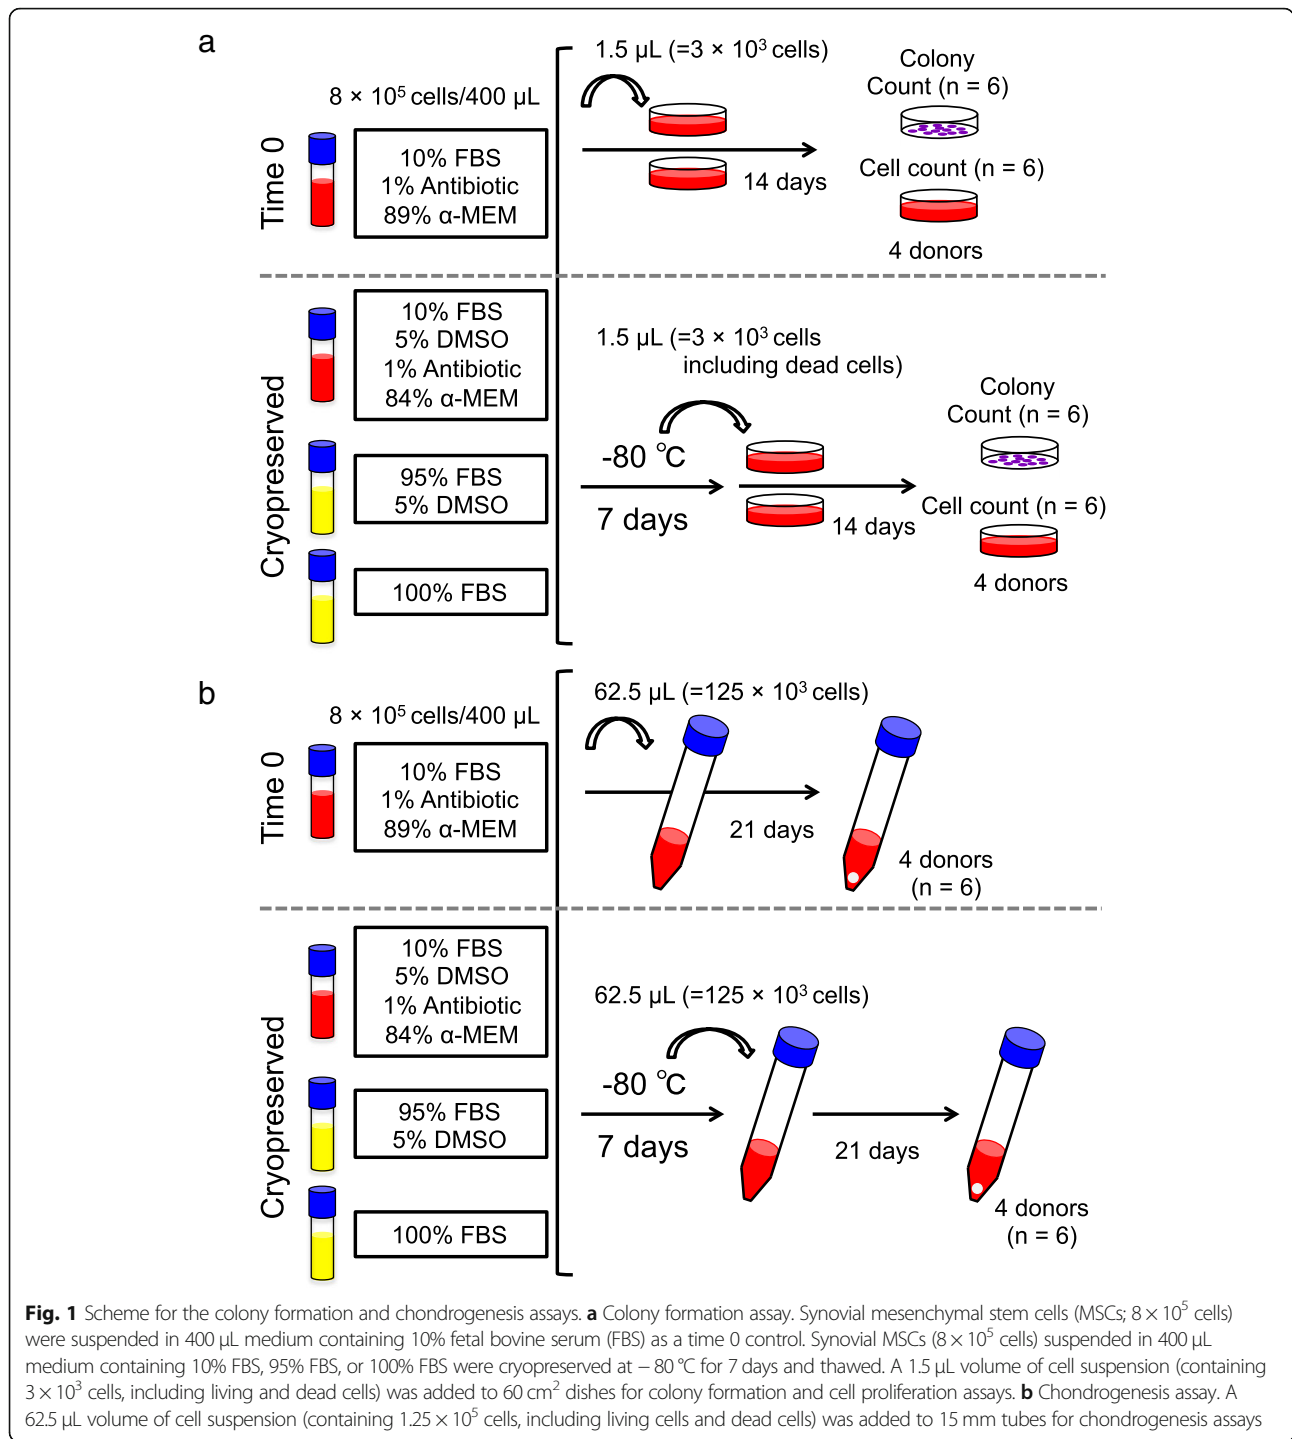 a
8 × 10⁵ cells/400 µL
Time 0
10% FBS
1% Antibiotic
89% α-MEM
1.5 µL (=3 × 10³ cells)
14 days
Colony
Count (n = 6)
Cell count (n = 6)
4 donors
Cryopreserved
10% FBS
5% DMSO
1% Antibiotic
84% α-MEM
95% FBS
5% DMSO
100% FBS
1.5 µL (=3 × 10³ cells
including dead cells)
-80 ℃
7 days
14 days
Colony
Count (n = 6)
Cell count (n = 6)
4 donors
b
8 × 10⁵ cells/400 µL
Time 0
10% FBS
1% Antibiotic
89% α-MEM
62.5 µL (=125 × 10³ cells)
21 days
4 donors
(n = 6)
Cryopreserved
10% FBS
5% DMSO
1% Antibiotic
84% α-MEM
95% FBS
5% DMSO
100% FBS
62.5 µL (=125 × 10³ cells)
-80 ℃
7 days
21 days
4 donors
(n = 6)
Fig. 1 Scheme for the colony formation and chondrogenesis assays. a Colony formation assay. Synovial mesenchymal stem cells (MSCs; 8 × 10⁵ cells)
were suspended in 400 µL medium containing 10% fetal bovine serum (FBS) as a time 0 control. Synovial MSCs (8 × 10⁵ cells) suspended in 400 µL
medium containing 10% FBS, 95% FBS, or 100% FBS were cryopreserved at − 80 °C for 7 days and thawed. A 1.5 µL volume of cell suspension (containing
3 × 10³ cells, including living and dead cells) was added to 60 cm² dishes for colony formation and cell proliferation assays. b Chondrogenesis assay. A
62.5 µL volume of cell suspension (containing 1.25 × 10⁵ cells, including living cells and dead cells) was added to 15 mm tubes for chondrogenesis assays